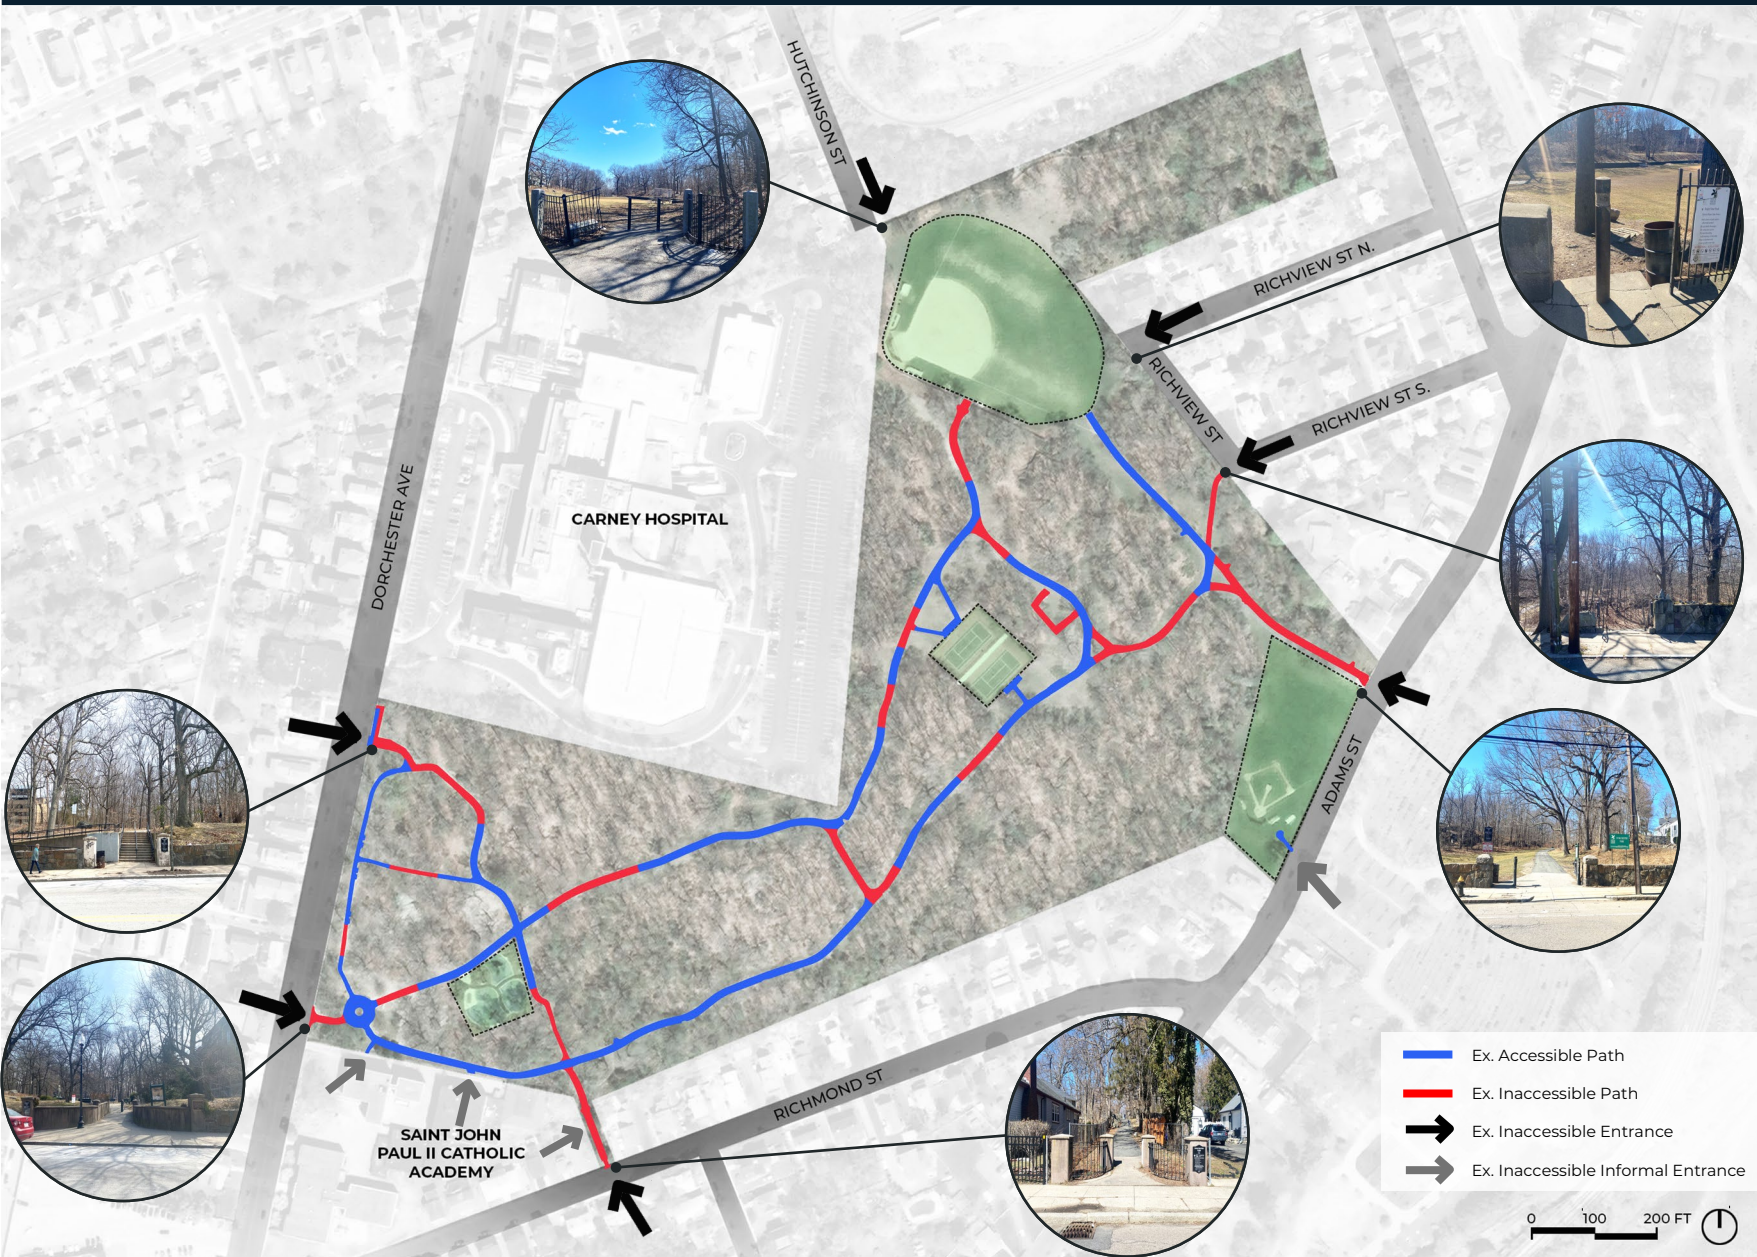 HUTCHINSON ST
RICHVIEW ST N.
RICHVIEW ST
RICHVIEW ST S.
DORCHESTER AVE
CARNEY HOSPITAL
ADAMS ST
RICHMOND ST
SAINT JOHN
PAUL II CATHOLIC
ACADEMY
Ex. Accessible Path
Ex. Inaccessible Path
Ex. Inaccessible Entrance
Ex. Inaccessible Informal Entrance
0 100 200 FT